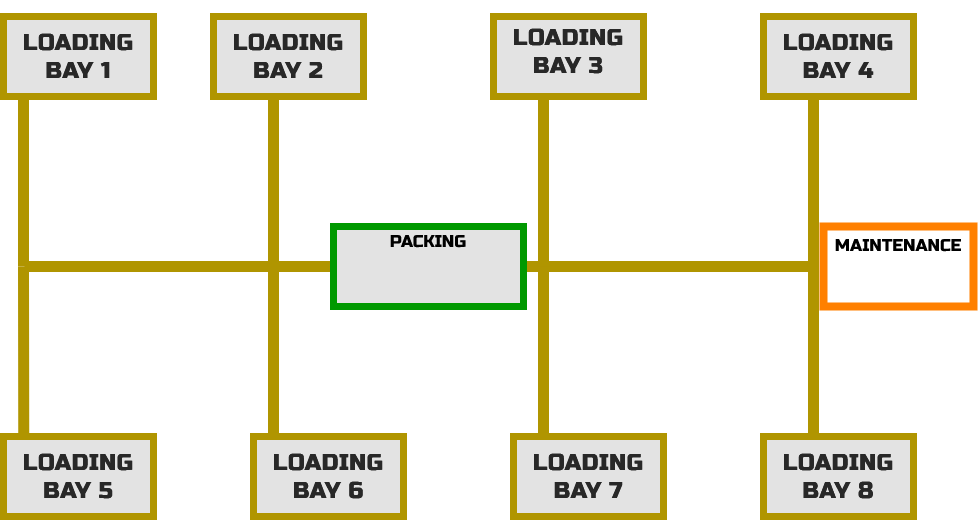 LOADING
BAY 1
LOADING
BAY 2
LOADING
BAY 3
LOADING
BAY 4
PACKING
MAINTENANCE
LOADING
BAY 5
LOADING
BAY 6
LOADING
BAY 7
LOADING
BAY 8